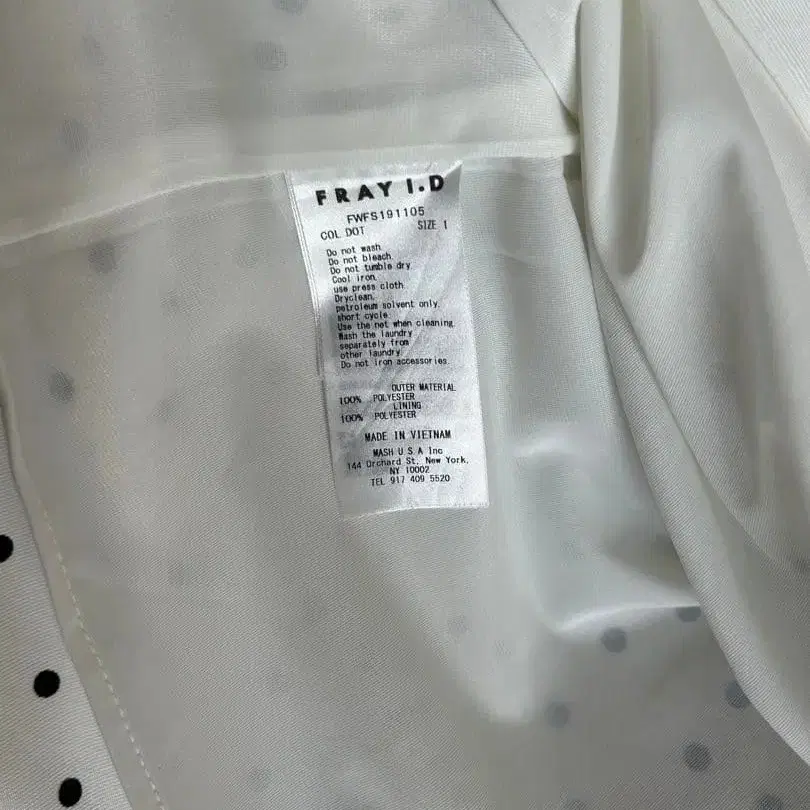 FRAY I.D
FWFS191105
COL DOT SIZE 1
Do not wash.
Do not bleach.
Do not tumble dry.
Cool iron.
use press cloth.
Dryclean.
petroleum solvent only.
short cycle.
Use the net when cleaning.
Wash the laundry
separately from
other laundry.
Do not iron accessories.
OUTER MATERIAL
100% POLYESTER
LINING
100% POLYESTER
MADE IN VIETNAM
MASH U S A Inc
144 Orchard St, New York,
NY 10002
TEL 917 409 5520